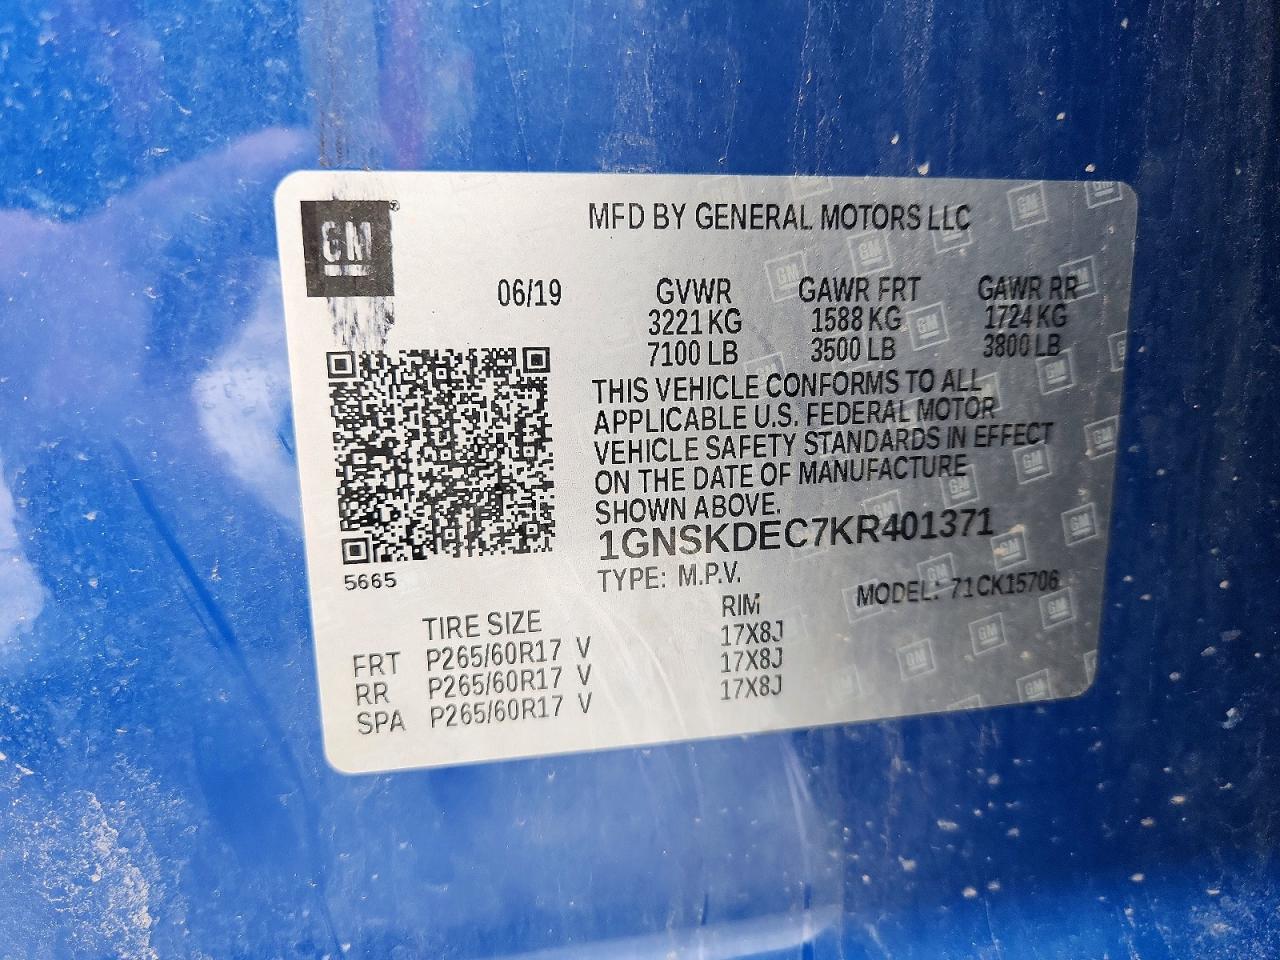 GM
MFD BY GENERAL MOTORS LLC
06/19 GVWR GAWR FRT GAWR RR
3221 KG 1588 KG 1724 KG
7100 LB 3500 LB 3800 LB
THIS VEHICLE CONFORMS TO ALL
APPLICABLE U.S. FEDERAL MOTOR
VEHICLE SAFETY STANDARDS IN EFFECT
ON THE DATE OF MANUFACTURE
SHOWN ABOVE.
1GNSKDEC7KR401371
5665
TYPE: M.P.V. MODEL: 71CK15706
TIRE SIZE RIM
FRT P265/60R17 V 17X8J
RR P265/60R17 V 17X8J
SPA P265/60R17 V 17X8J